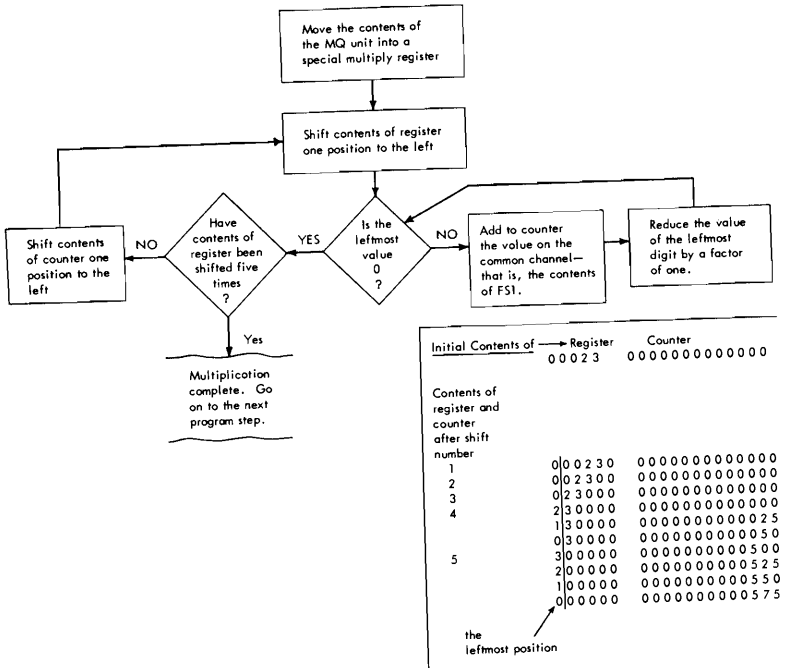 Move the contents of
the MQ unit into a
special multiply register
Shift contents of register
one position to the left
Shift contents
of counter one
position to the
left
NO
Have
contents of
register been
shifted five
times
?
YES
Is the
leftmost
value
0
?
NO
Add to counter
the value on the
common channel—
that is, the contents
of FS1.
Reduce the value
of the leftmost
digit by a factor
of one.
Yes
Multiplication
complete. Go
on to the next
program step.
Initial Contents of Register Counter
0 0 0 2 3 0 0 0 0 0 0 0 0 0 0 0 0 0
Contents of
register and
counter
after shift
number
1 0 0 0 2 3 0 0 0 0 0 0 0 0 0 0 0 0 0 0
2 0 0 2 3 0 0 0 0 0 0 0 0 0 0 0 0 0 0 0
3 0 2 3 0 0 0 0 0 0 0 0 0 0 0 0 0 0 0 0
4 2 3 0 0 0 0 0 0 0 0 0 0 0 0 0 0 0 0 0
1 3 0 0 0 0 0 0 0 0 0 0 0 0 0 0 0 2 5
0 3 0 0 0 0 0 0 0 0 0 0 0 0 0 0 0 5 0
5 3 0 0 0 0 0 0 0 0 0 0 0 0 0 0 0 5 0 0
2 0 0 0 0 0 0 0 0 0 0 0 0 0 0 0 5 2 5
1 0 0 0 0 0 0 0 0 0 0 0 0 0 0 0 5 5 0
0 0 0 0 0 0 0 0 0 0 0 0 0 0 0 0 5 7 5
the
leftmost position